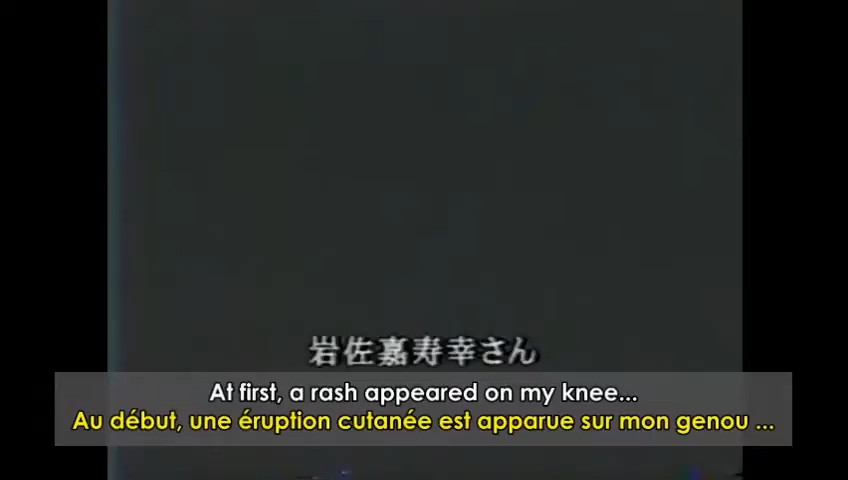 岩佐嘉寿幸さん
At first, a rash appeared on my knee...
Au début, une éruption cutanée est apparue sur mon genou ...